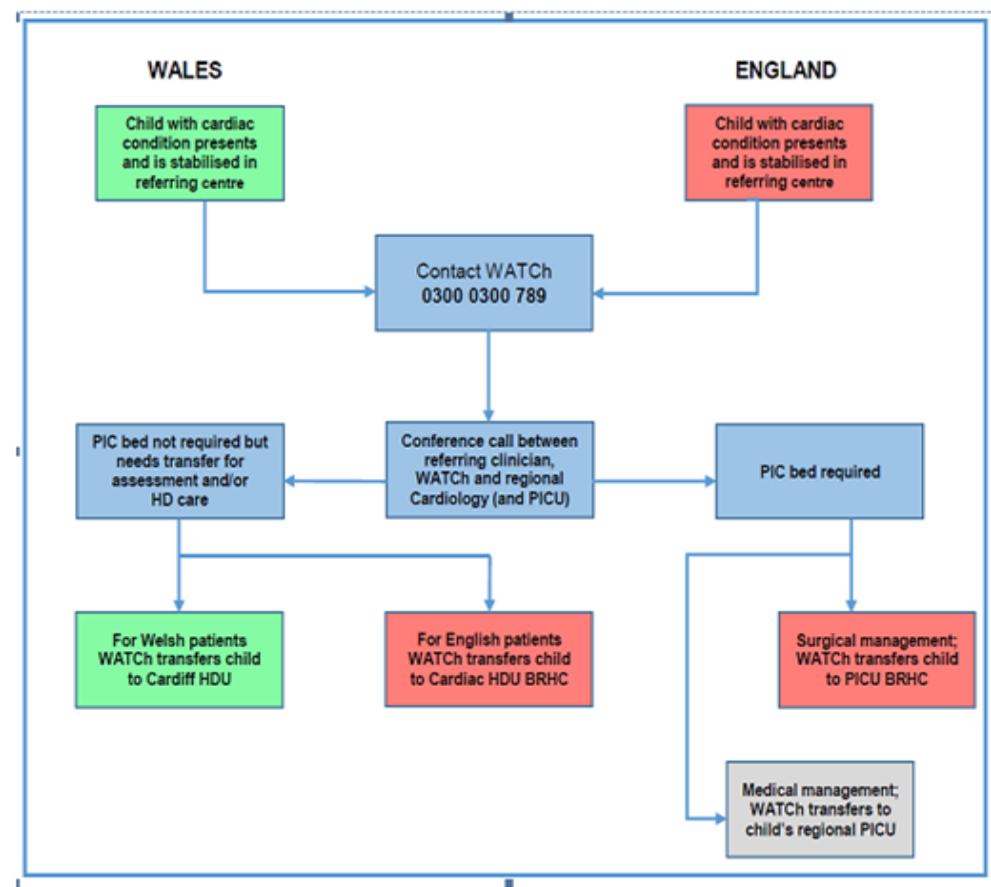 WALES
ENGLAND
Child with cardiac
condition presents
and is stabilised in
referring centre
Child with cardiac
condition presents
and is stabilised in
referring centre
Contact WATCh
0300 0300 789
PIC bed not required but
needs transfer for
assessment and/or
HD care
Conference call between
referring clinician,
WATCh and regional
Cardiology (and PICU)
PIC bed required
For Welsh patients
WATCh transfers child
to Cardiff HDU
For English patients
WATCh transfers child
to Cardiac HDU BRHC
Surgical management;
WATCh transfers child
to PICU BRHC
Medical management;
WATCh transfers to
child's regional PICU